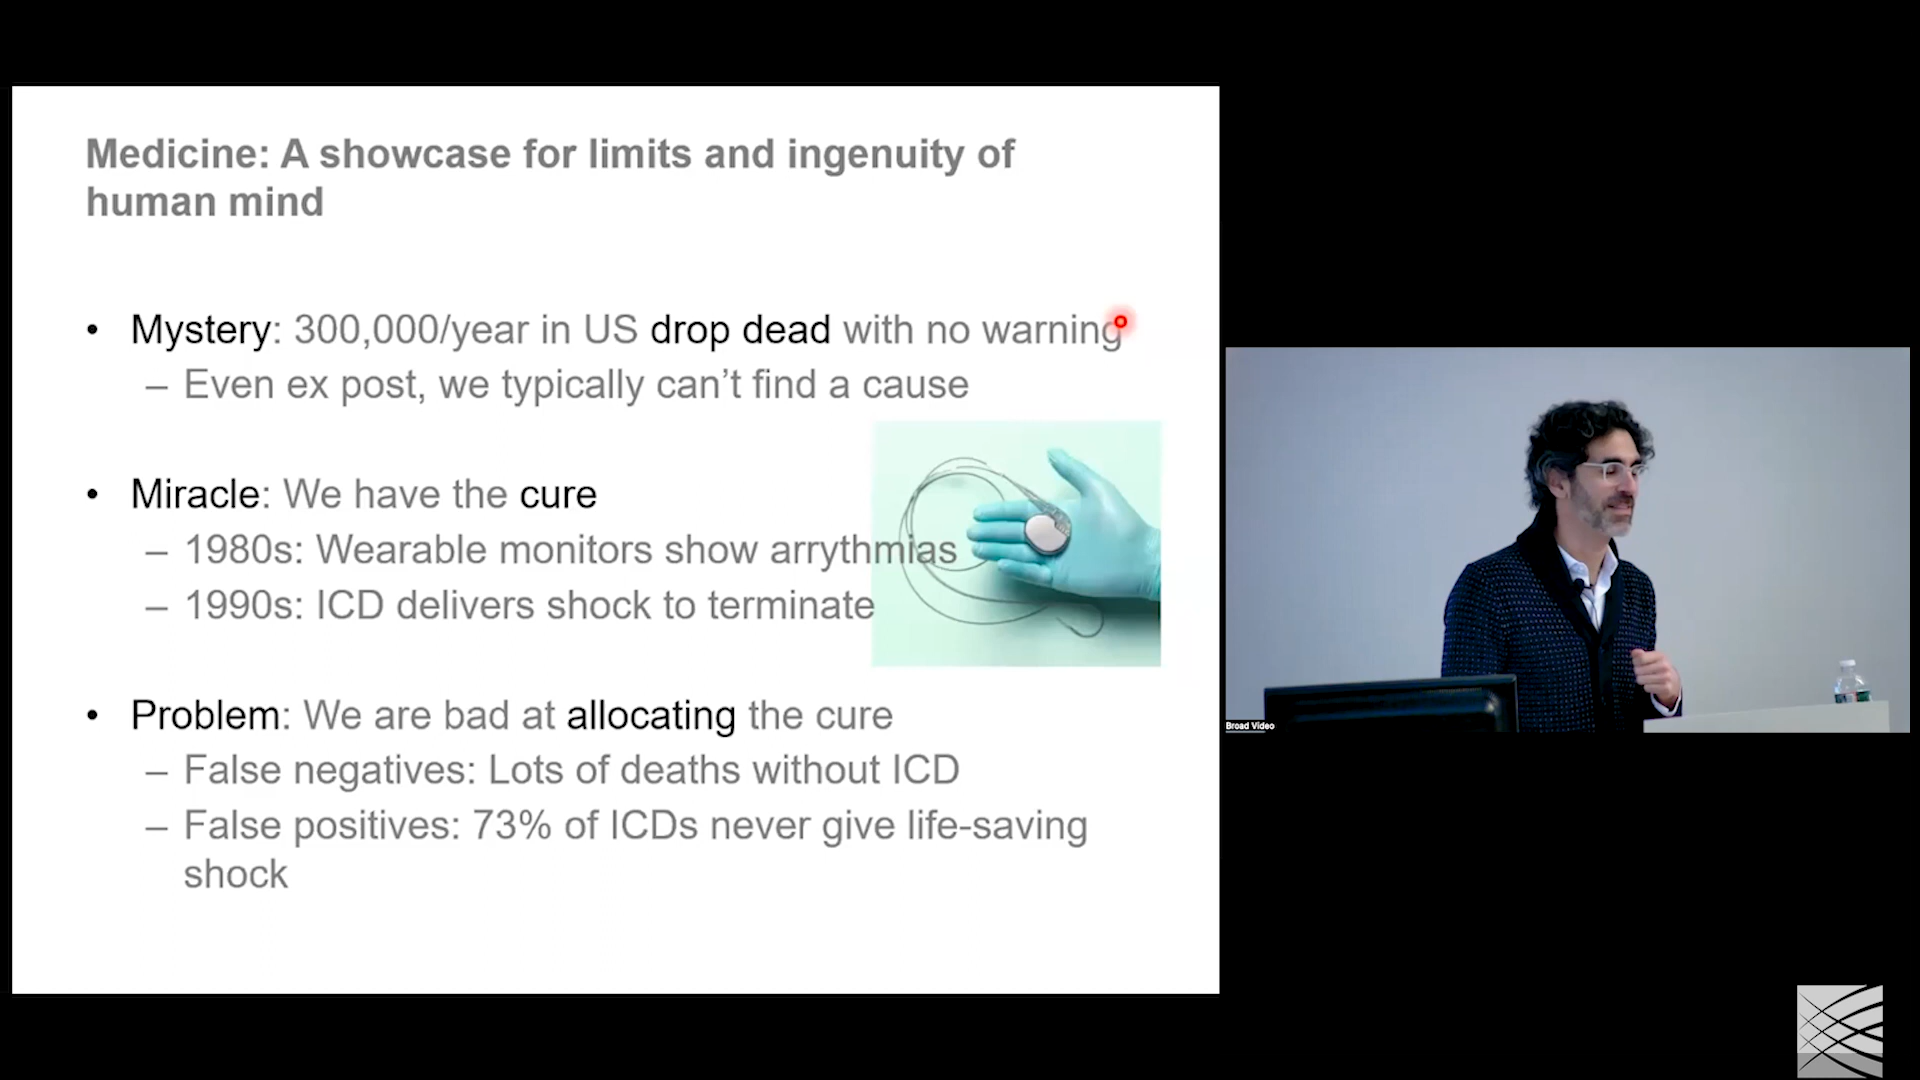 Medicine: A showcase for limits and ingenuity of
human mind
• Mystery: 300,000/year in US drop dead with no warning
– Even ex post, we typically can't find a cause
• Miracle: We have the cure
– 1980s: Wearable monitors show arrythmias
– 1990s: ICD delivers shock to terminate
• Problem: We are bad at allocating the cure
– False negatives: Lots of deaths without ICD
– False positives: 73% of ICDs never give life-saving
shock
Broad Video